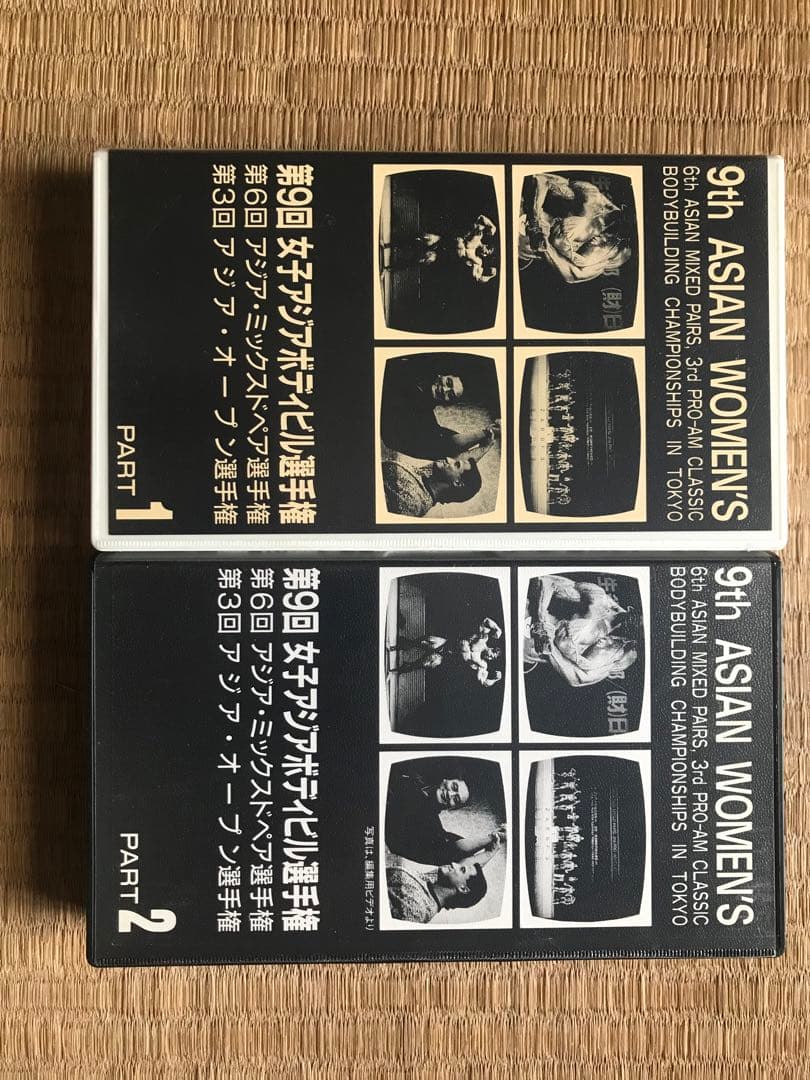 9th ASIAN WOMEN'S
6th ASIAN MIXED PAIRS, 3rd PRO-AM CLASSIC
BODYBUILDING CHAMPIONSHIPS IN TOKYO
(財)日
第9回 女子アジアボディビル選手権
第6回 アジア・ミックスドペア選手権
第3回 アジア・オープン選手権
PART 1
9th ASIAN WOMEN'S
6th ASIAN MIXED PAIRS, 3rd PRO-AM CLASSIC
BODYBUILDING CHAMPIONSHIPS IN TOKYO
(財)日
写真は、編集用ビデオより
第9回 女子アジアボディビル選手権
第6回 アジア・ミックスドペア選手権
第3回 アジア・オープン選手権
PART 2